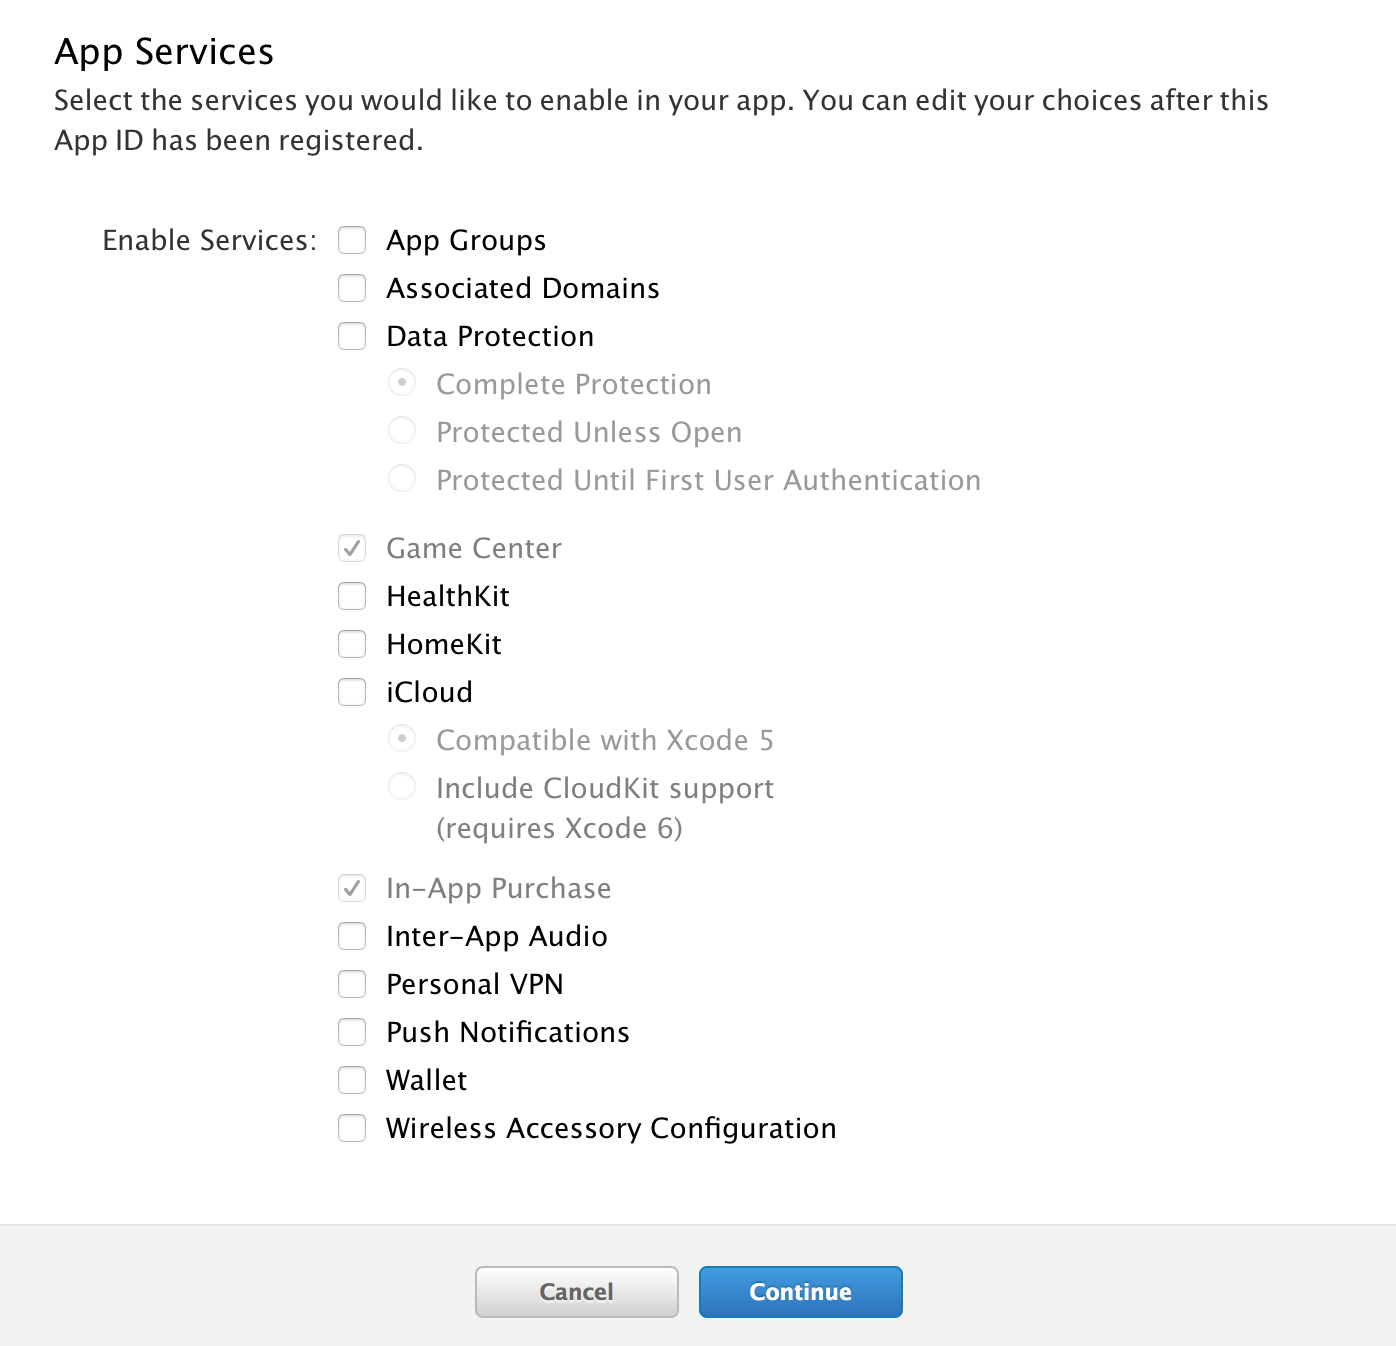 App Services
Select the services you would like to enable in your app. You can edit your choices after this
App ID has been registered.
Enable Services:
App Groups
Associated Domains
Data Protection
Complete Protection
Protected Unless Open
Protected Until First User Authentication
Game Center
HealthKit
HomeKit
iCloud
Compatible with Xcode 5
Include CloudKit support
(requires Xcode 6)
In-App Purchase
Inter-App Audio
Personal VPN
Push Notifications
Wallet
Wireless Accessory Configuration
Cancel
Continue